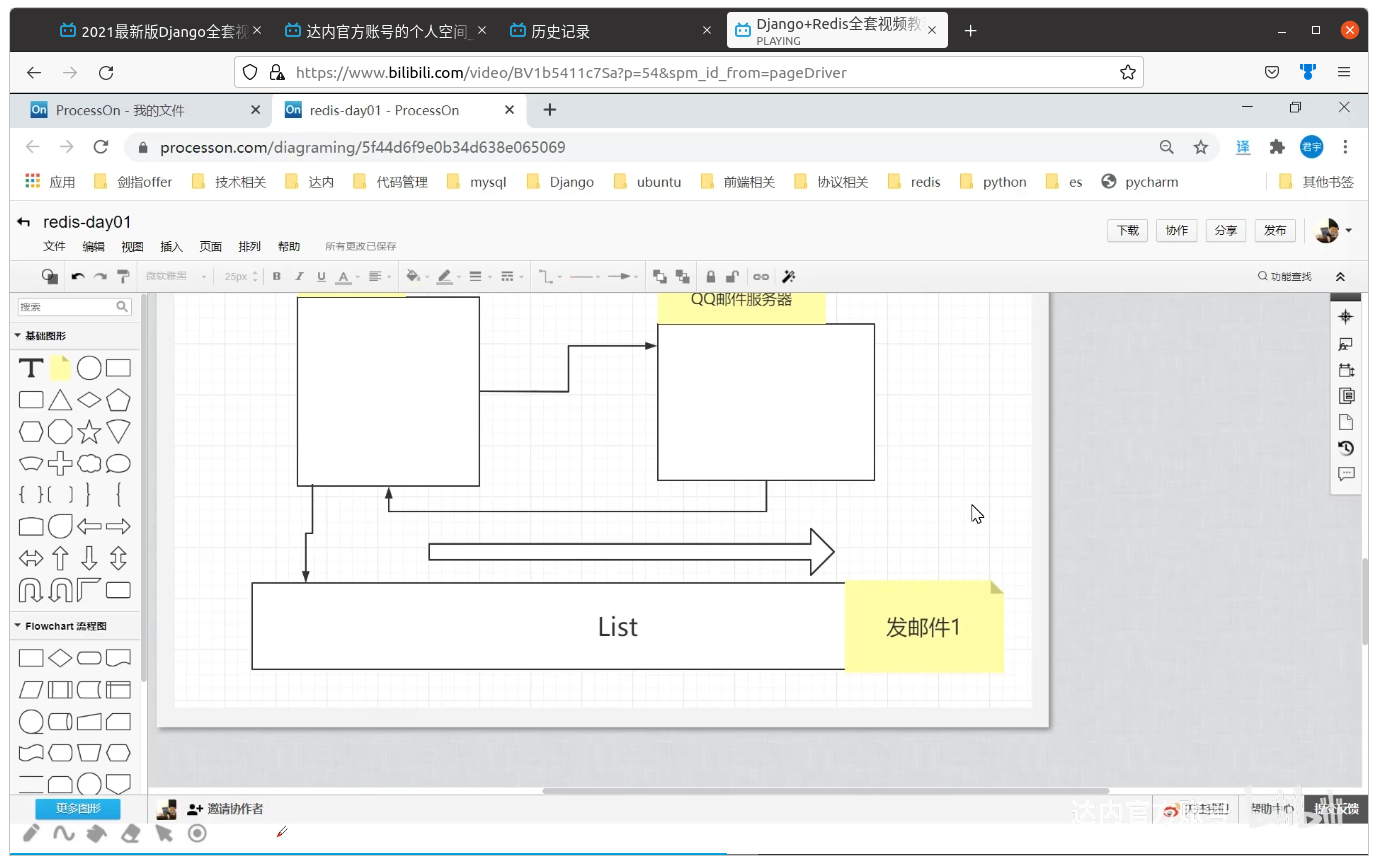 2021最新版Django全套视
达内官方账号的个人空间_
历史记录
Django+Redis全套视频教
PLAYING
https://www.bilibili.com/video/BV1b5411c7Sa?p=54&spm_id_from=pageDriver
On ProcessOn - 我的文件
On redis-day01 - ProcessOn
processon.com/diagraming/5f44d6f9e0b34d638e065069
译
君宇
应用 剑指offer 技术相关 达内 代码管理 mysql Django ubuntu 前端相关 协议相关 redis python es pycharm 其他书签
redis-day01
文件 编辑 视图 插入 页面 排列 帮助 所有更改已保存
下载 协作 分享 发布
微软雅黑 25px B I U A
功能查找
搜索
基础图形
T
QQ邮件服务器
List
发邮件1
Flowchart 流程图
更多图形
邀请协作者
帮助中心
提交反馈
达内官方账号
bilibili